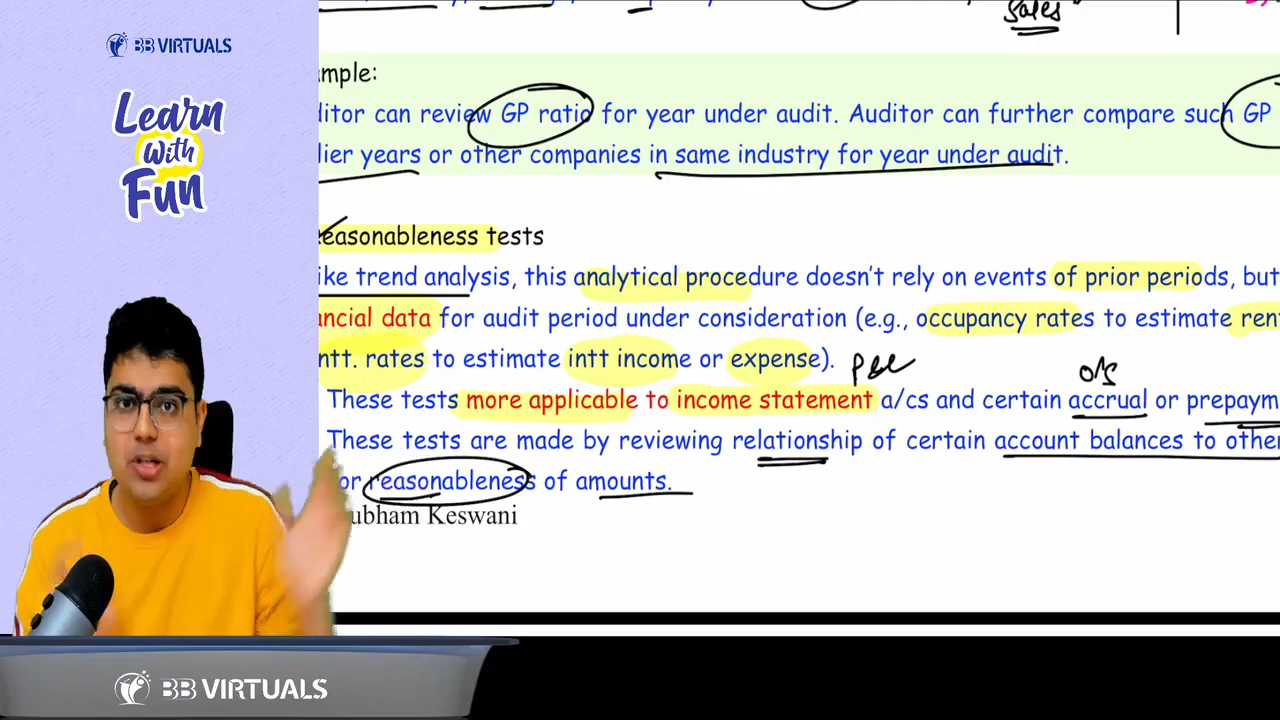 sales
BB VIRTUALS
Learn
With
Fun
mple:
ditor can review GP ratio for year under audit. Auditor can further compare such GP
lier years or other companies in same industry for year under audit.
easonableness tests
ike trend analysis, this analytical procedure doesn't rely on events of prior periods, but
ancial data for audit period under consideration (e.g., occupancy rates to estimate ren
ntt. rates to estimate intt income or expense).
P&L
o/s
These tests more applicable to income statement a/cs and certain accrual or prepaym
These tests are made by reviewing relationship of certain account balances to other
or reasonableness of amounts.
ubham Keswani
BB VIRTUALS